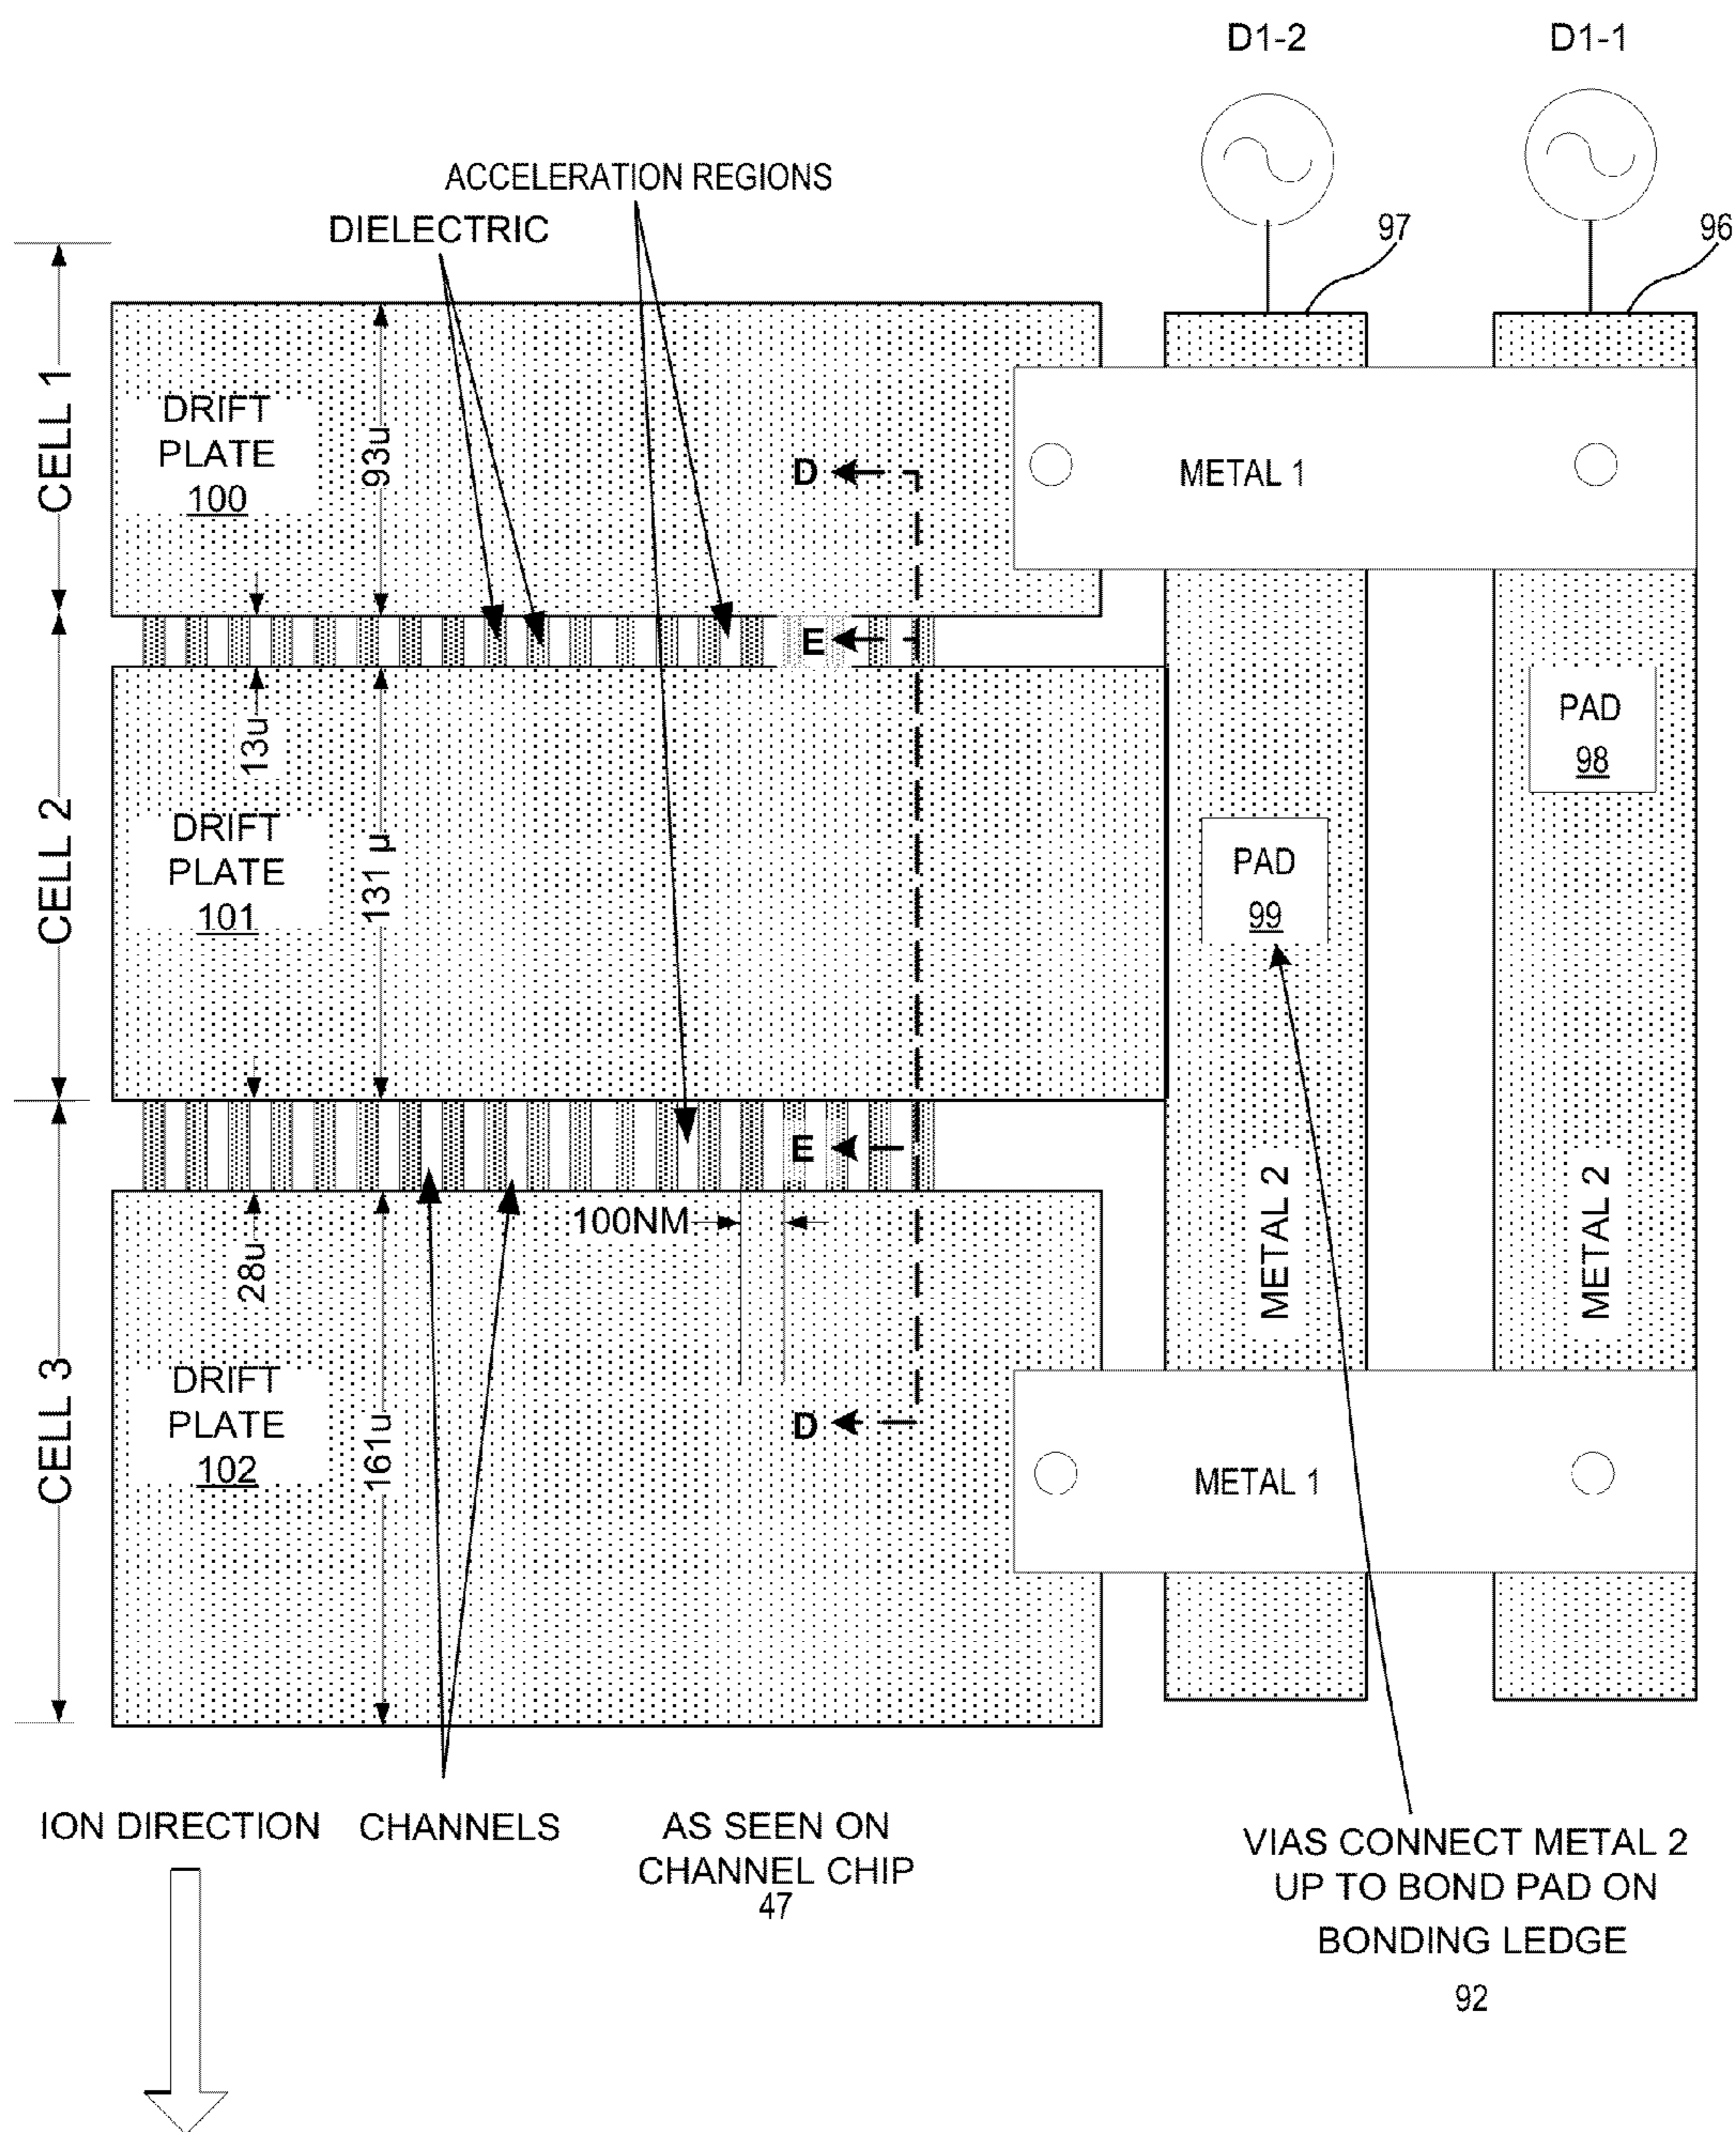 D1-2
D1-1
ACCELERATION REGIONS
DIELECTRIC
97
96
CELL 1
DRIFT
PLATE
100
93u
D
METAL 1
E
13u
PAD
98
CELL 2
DRIFT
PLATE
101
131 µ
PAD
99
E
100NM
28u
METAL 2
METAL 2
CELL 3
DRIFT
PLATE
102
161u
D
METAL 1
ION DIRECTION
CHANNELS
AS SEEN ON
CHANNEL CHIP
47
VIAS CONNECT METAL 2
UP TO BOND PAD ON
BONDING LEDGE
92